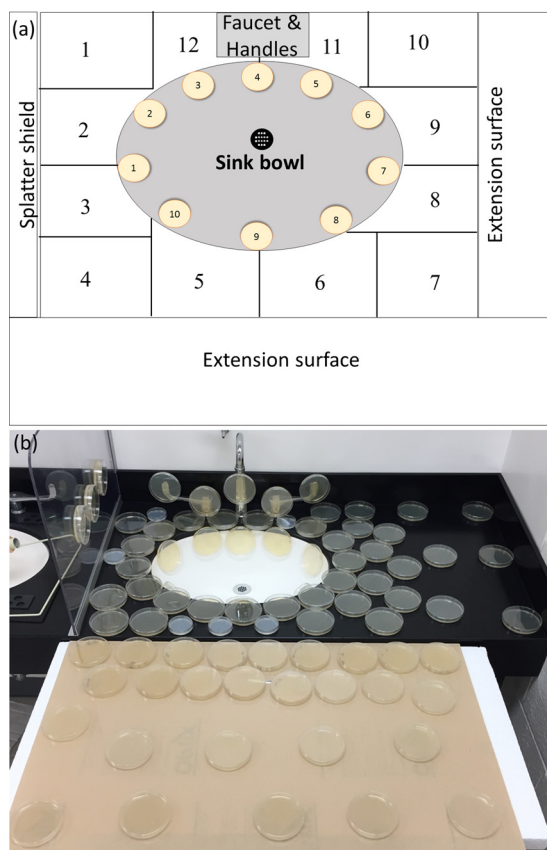 (a)
Faucet &
Handles
1
12
11
10
2
9
3
8
4
5
6
7
4
3
5
2
6
1
7
10
8
9
Sink bowl
Splatter shield
Extension surface
Extension surface
(b)